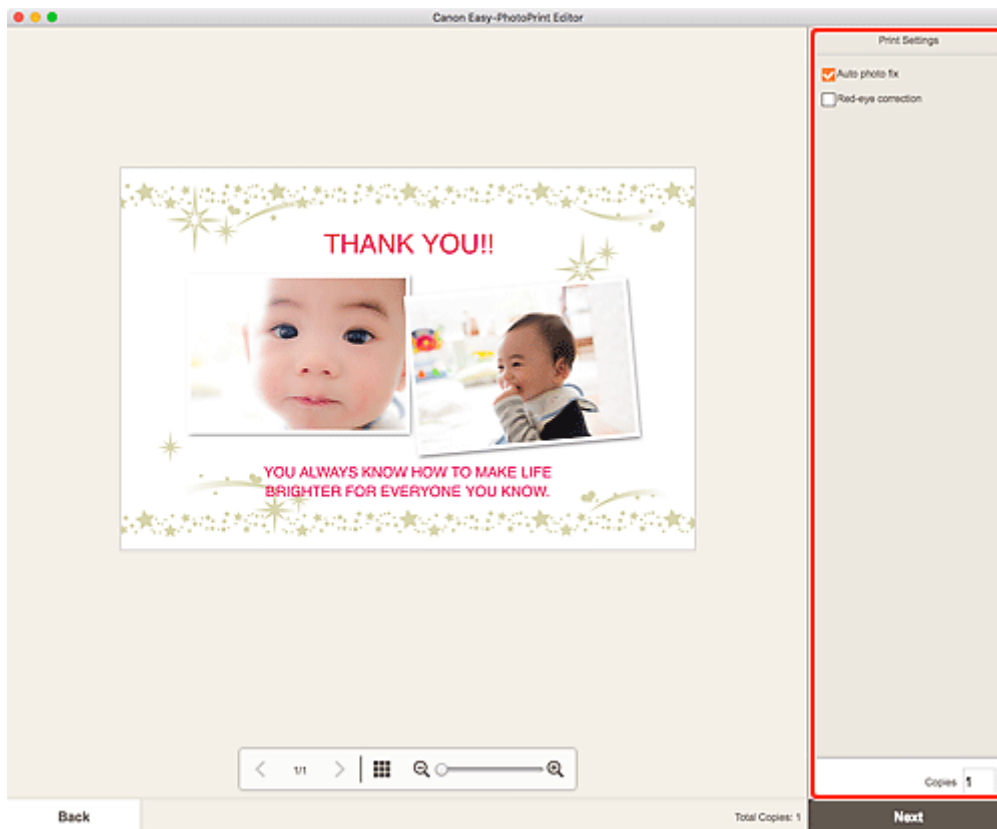 Canon Easy-PhotoPrint Editor
Print Settings
Auto photo fix
Red-eye correction
THANK YOU!!
YOU ALWAYS KNOW HOW TO MAKE LIFE
BRIGHTER FOR EVERYONE YOU KNOW.
1/1
Copies 1
Back
Total Copies: 1
Next